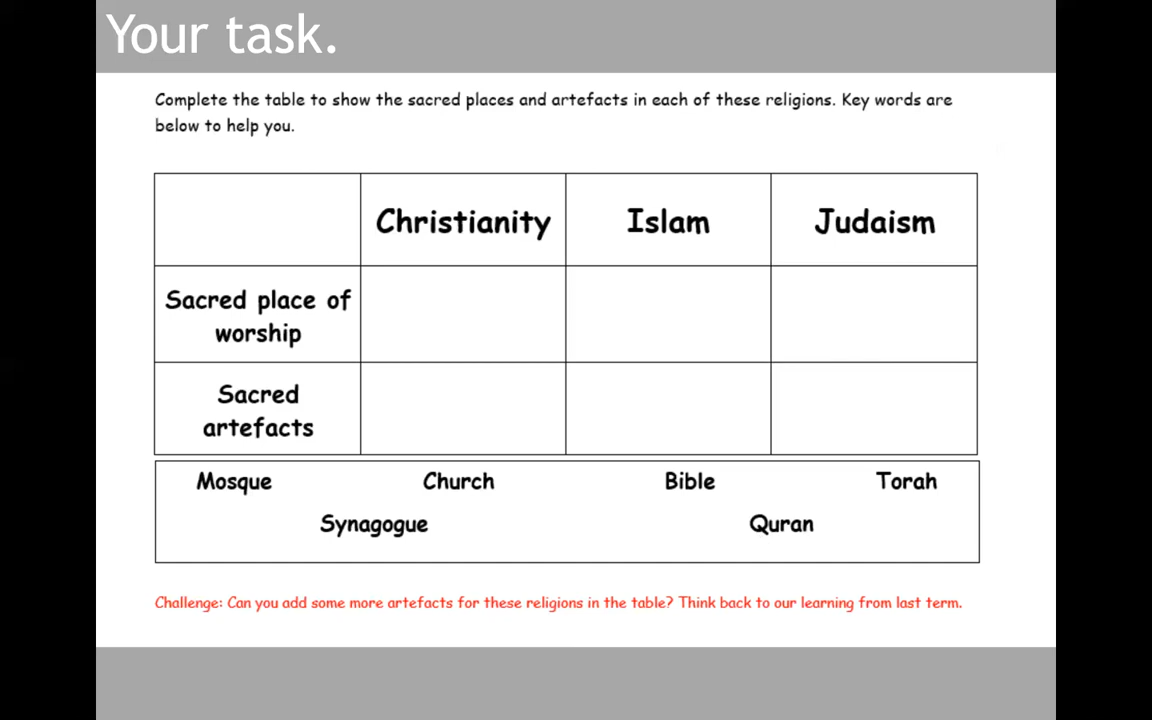 Your task.
Complete the table to show the sacred places and artefacts in each of these religions. Key words are
below to help you.
Christianity Islam Judaism
Sacred place of
worship
Sacred
artefacts
Mosque Church Bible Torah
Synagogue Quran
Challenge: Can you add some more artefacts for these religions in the table? Think back to our learning from last term.